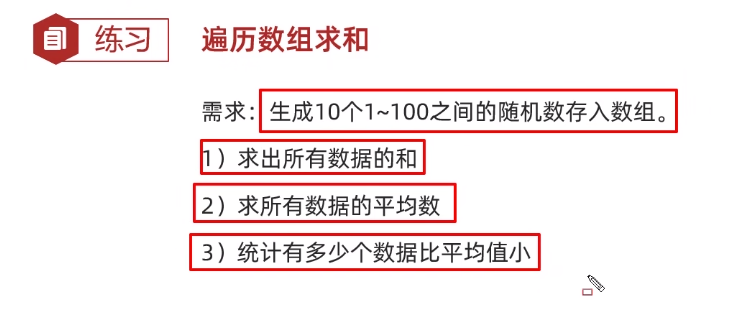 练习 遍历数组求和
需求：生成10个1~100之间的随机数存入数组。
1）求出所有数据的和
2）求所有数据的平均数
3）统计有多少个数据比平均值小